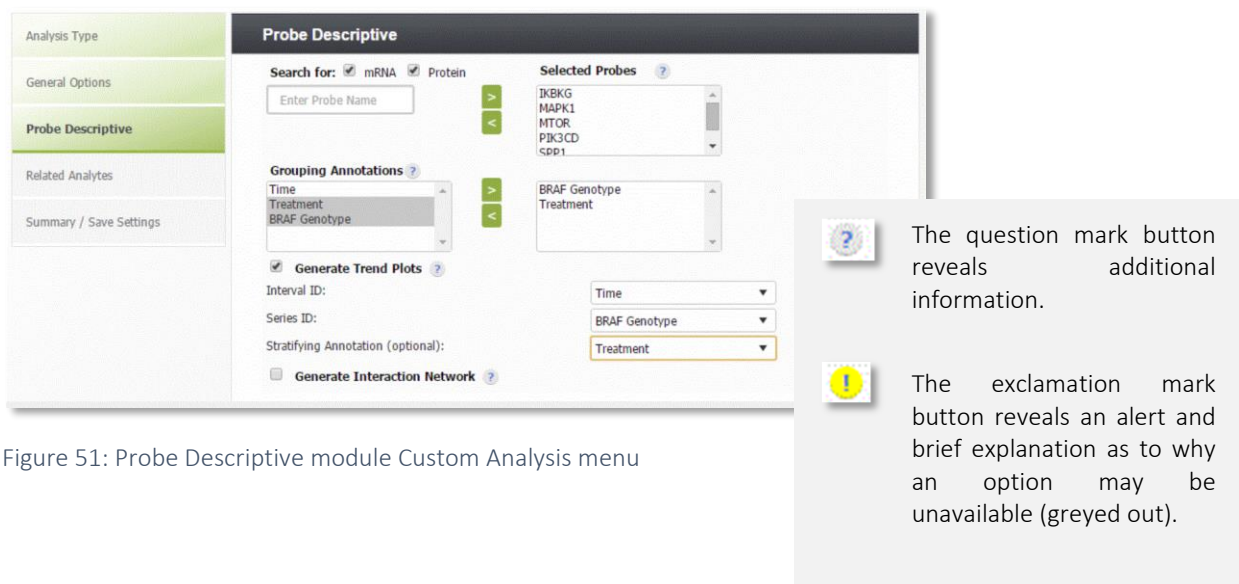 Analysis Type
General Options
Probe Descriptive
Related Analytes
Summary / Save Settings
Probe Descriptive
Search for: mRNA Protein
Enter Probe Name
>
<
Selected Probes ?
IKBKG
MAPK1
MTOR
PIK3CD
SPP1
Grouping Annotations ?
Time
Treatment
BRAF Genotype
>
<
BRAF Genotype
Treatment
Generate Trend Plots ?
Interval ID: Time
Series ID: BRAF Genotype
Stratifying Annotation (optional): Treatment
Generate Interaction Network ?
?
The question mark button
reveals additional
information.
!
The exclamation mark
button reveals an alert and
brief explanation as to why
an option may be
unavailable (greyed out).
Figure 51: Probe Descriptive module Custom Analysis menu